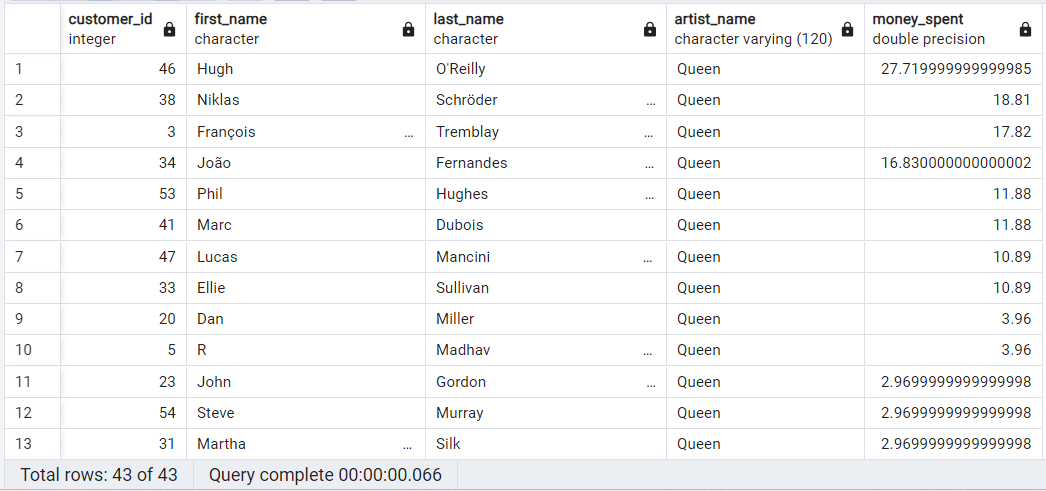 customer_id first_name last_name artist_name money_spent
integer character character character varying (120) double precision
1 46 Hugh O'Reilly Queen 27.719999999999985
2 38 Niklas Schröder ... Queen 18.81
3 3 François ... Tremblay ... Queen 17.82
4 34 João Fernandes ... Queen 16.830000000000002
5 53 Phil Hughes ... Queen 11.88
6 41 Marc Dubois Queen 11.88
7 47 Lucas Mancini ... Queen 10.89
8 33 Ellie Sullivan Queen 10.89
9 20 Dan Miller Queen 3.96
10 5 R Madhav ... Queen 3.96
11 23 John Gordon ... Queen 2.9699999999999998
12 54 Steve Murray Queen 2.9699999999999998
13 31 Martha ... Silk Queen 2.9699999999999998
Total rows: 43 of 43 Query complete 00:00:00.066